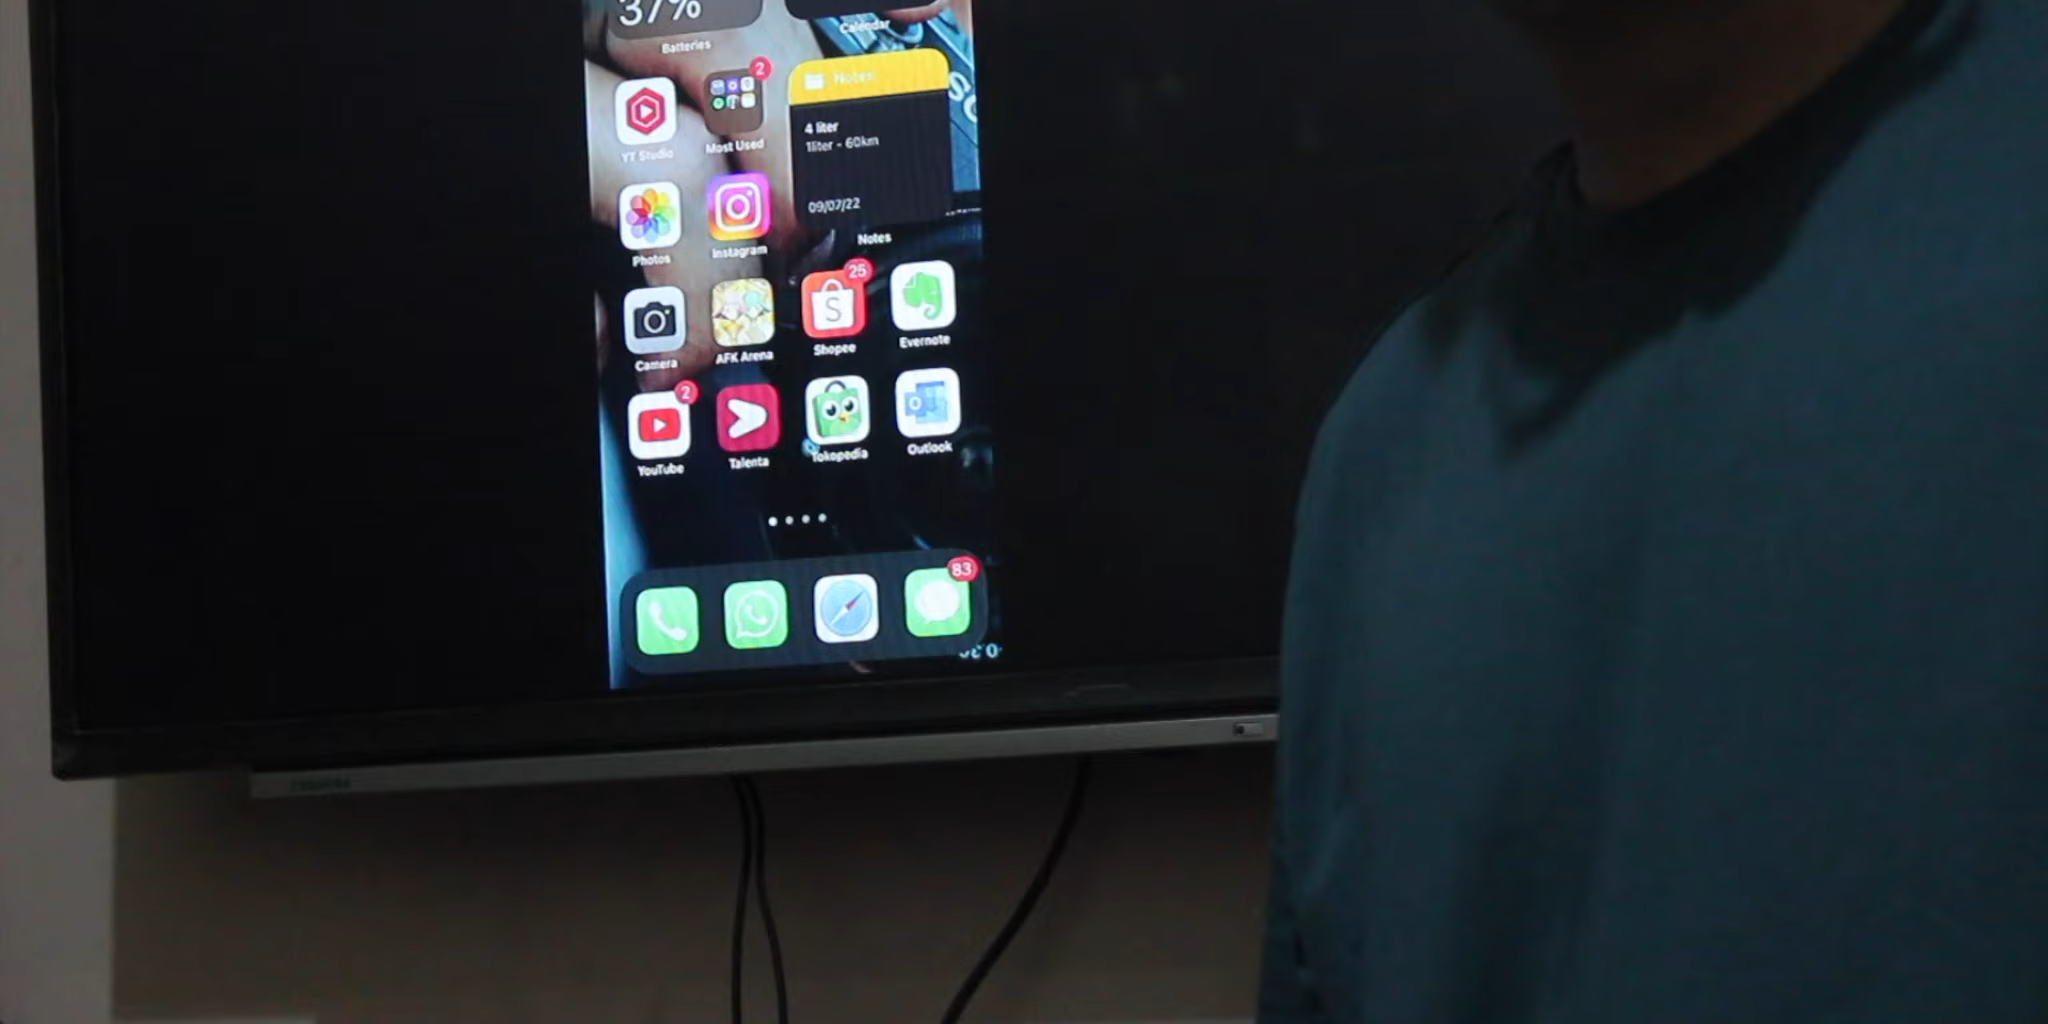 37%
Batteries
Calendar
2
Notes
YT Studio
Most Used
4 liter
1liter - 60km
09/07/22
Photos
Instagram
Notes
25
S
Camera
AFK Arena
Shopee
Evernote
2
YouTube
Talenta
Tokopedia
Outlook
83